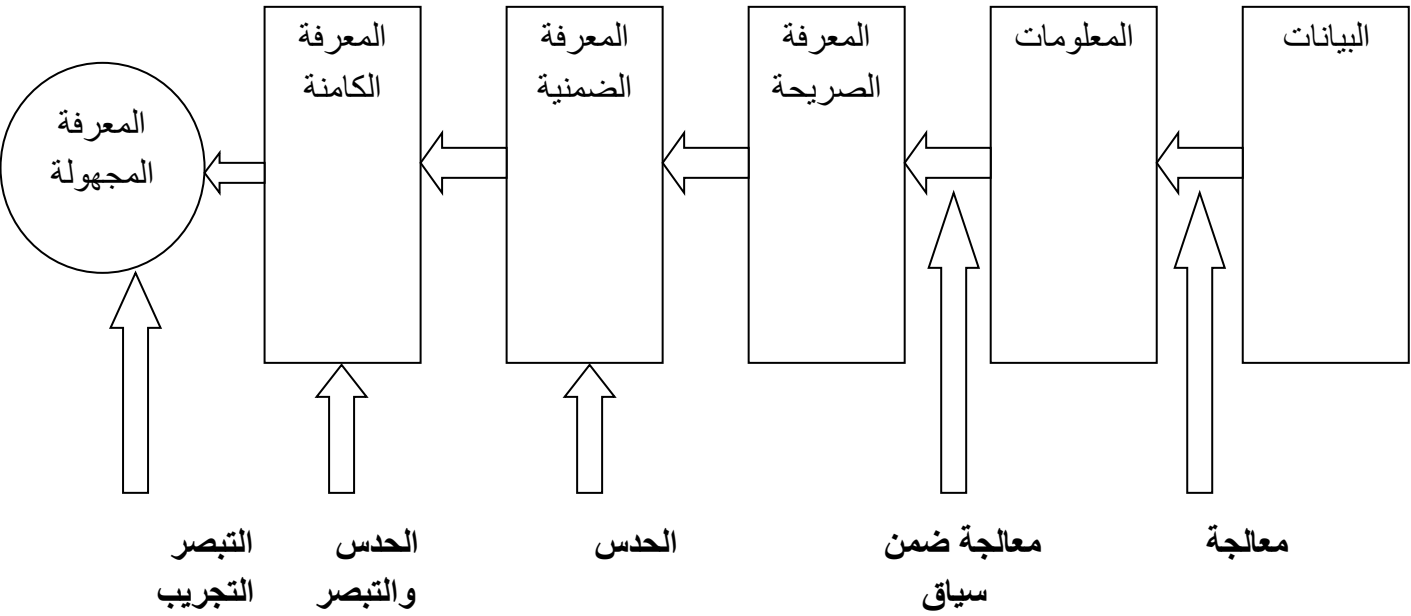 البيانات
المعلومات
المعرفة
الصريحة
المعرفة
الضمنية
المعرفة
الكامنة
المعرفة
المجهولة
معالجة
معالجة ضمن
سياق
الحدس
الحدس
والتبصر
التبصر
التجريب